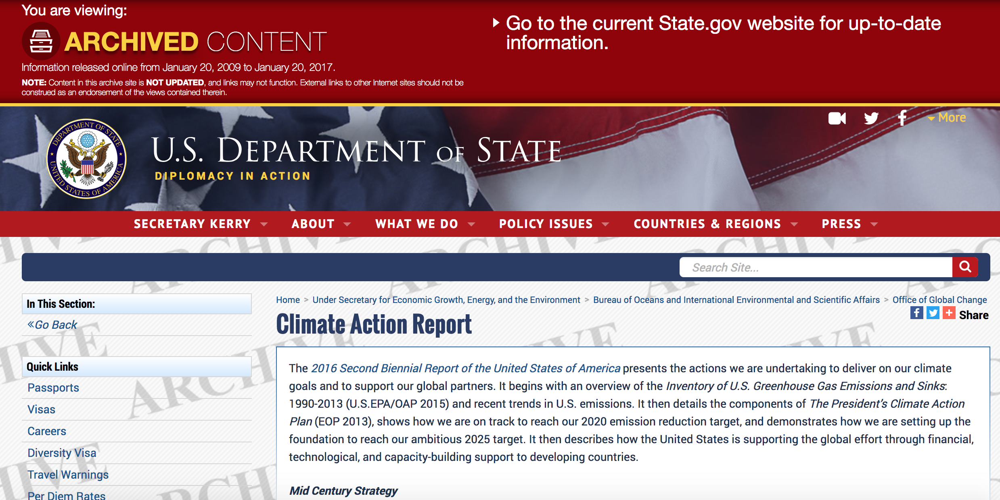 You are viewing:
ARCHIVED CONTENT
Information released online from January 20, 2009 to January 20, 2017.
NOTE: Content in this archive site is NOT UPDATED, and links may not function. External links to other Internet sites should not be
construed as an endorsement of the views contained therein.
Go to the current State.gov website for up-to-date
information.
More
DEPARTMENT OF STATE
UNITED STATES OF AMERICA
U.S. DEPARTMENT OF STATE
DIPLOMACY IN ACTION
SECRETARY KERRY ABOUT WHAT WE DO POLICY ISSUES COUNTRIES & REGIONS PRESS
Search Site...
In This Section:
«Go Back
Quick Links
Passports
Visas
Careers
Diversity Visa
Travel Warnings
Per Diem Rates
Home > Under Secretary for Economic Growth, Energy, and the Environment > Bureau of Oceans and International Environmental and Scientific Affairs > Office of Global Change
Share
Climate Action Report
The 2016 Second Biennial Report of the United States of America presents the actions we are undertaking to deliver on our climate
goals and to support our global partners. It begins with an overview of the Inventory of U.S. Greenhouse Gas Emissions and Sinks:
1990-2013 (U.S.EPA/OAP 2015) and recent trends in U.S. emissions. It then details the components of The President's Climate Action
Plan (EOP 2013), shows how we are on track to reach our 2020 emission reduction target, and demonstrates how we are setting up the
foundation to reach our ambitious 2025 target. It then describes how the United States is supporting the global effort through financial,
technological, and capacity-building support to developing countries.
Mid Century Strategy
ARCHIVE